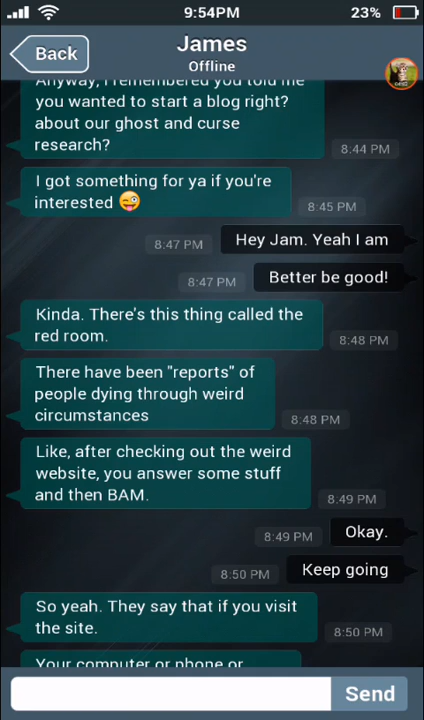 9:54PM
23%
Back
James
Offline
Anyway, I remembered you told me
you wanted to start a blog right?
about our ghost and curse
research?
8:44 PM
I got something for ya if you're
interested 😜
8:45 PM
8:47 PM
Hey Jam. Yeah I am
8:47 PM
Better be good!
Kinda. There's this thing called the
red room.
8:48 PM
There have been "reports" of
people dying through weird
circumstances
8:48 PM
Like, after checking out the weird
website, you answer some stuff
and then BAM.
8:49 PM
8:49 PM
Okay.
8:50 PM
Keep going
So yeah. They say that if you visit
the site.
8:50 PM
Your computer or phone or
Send